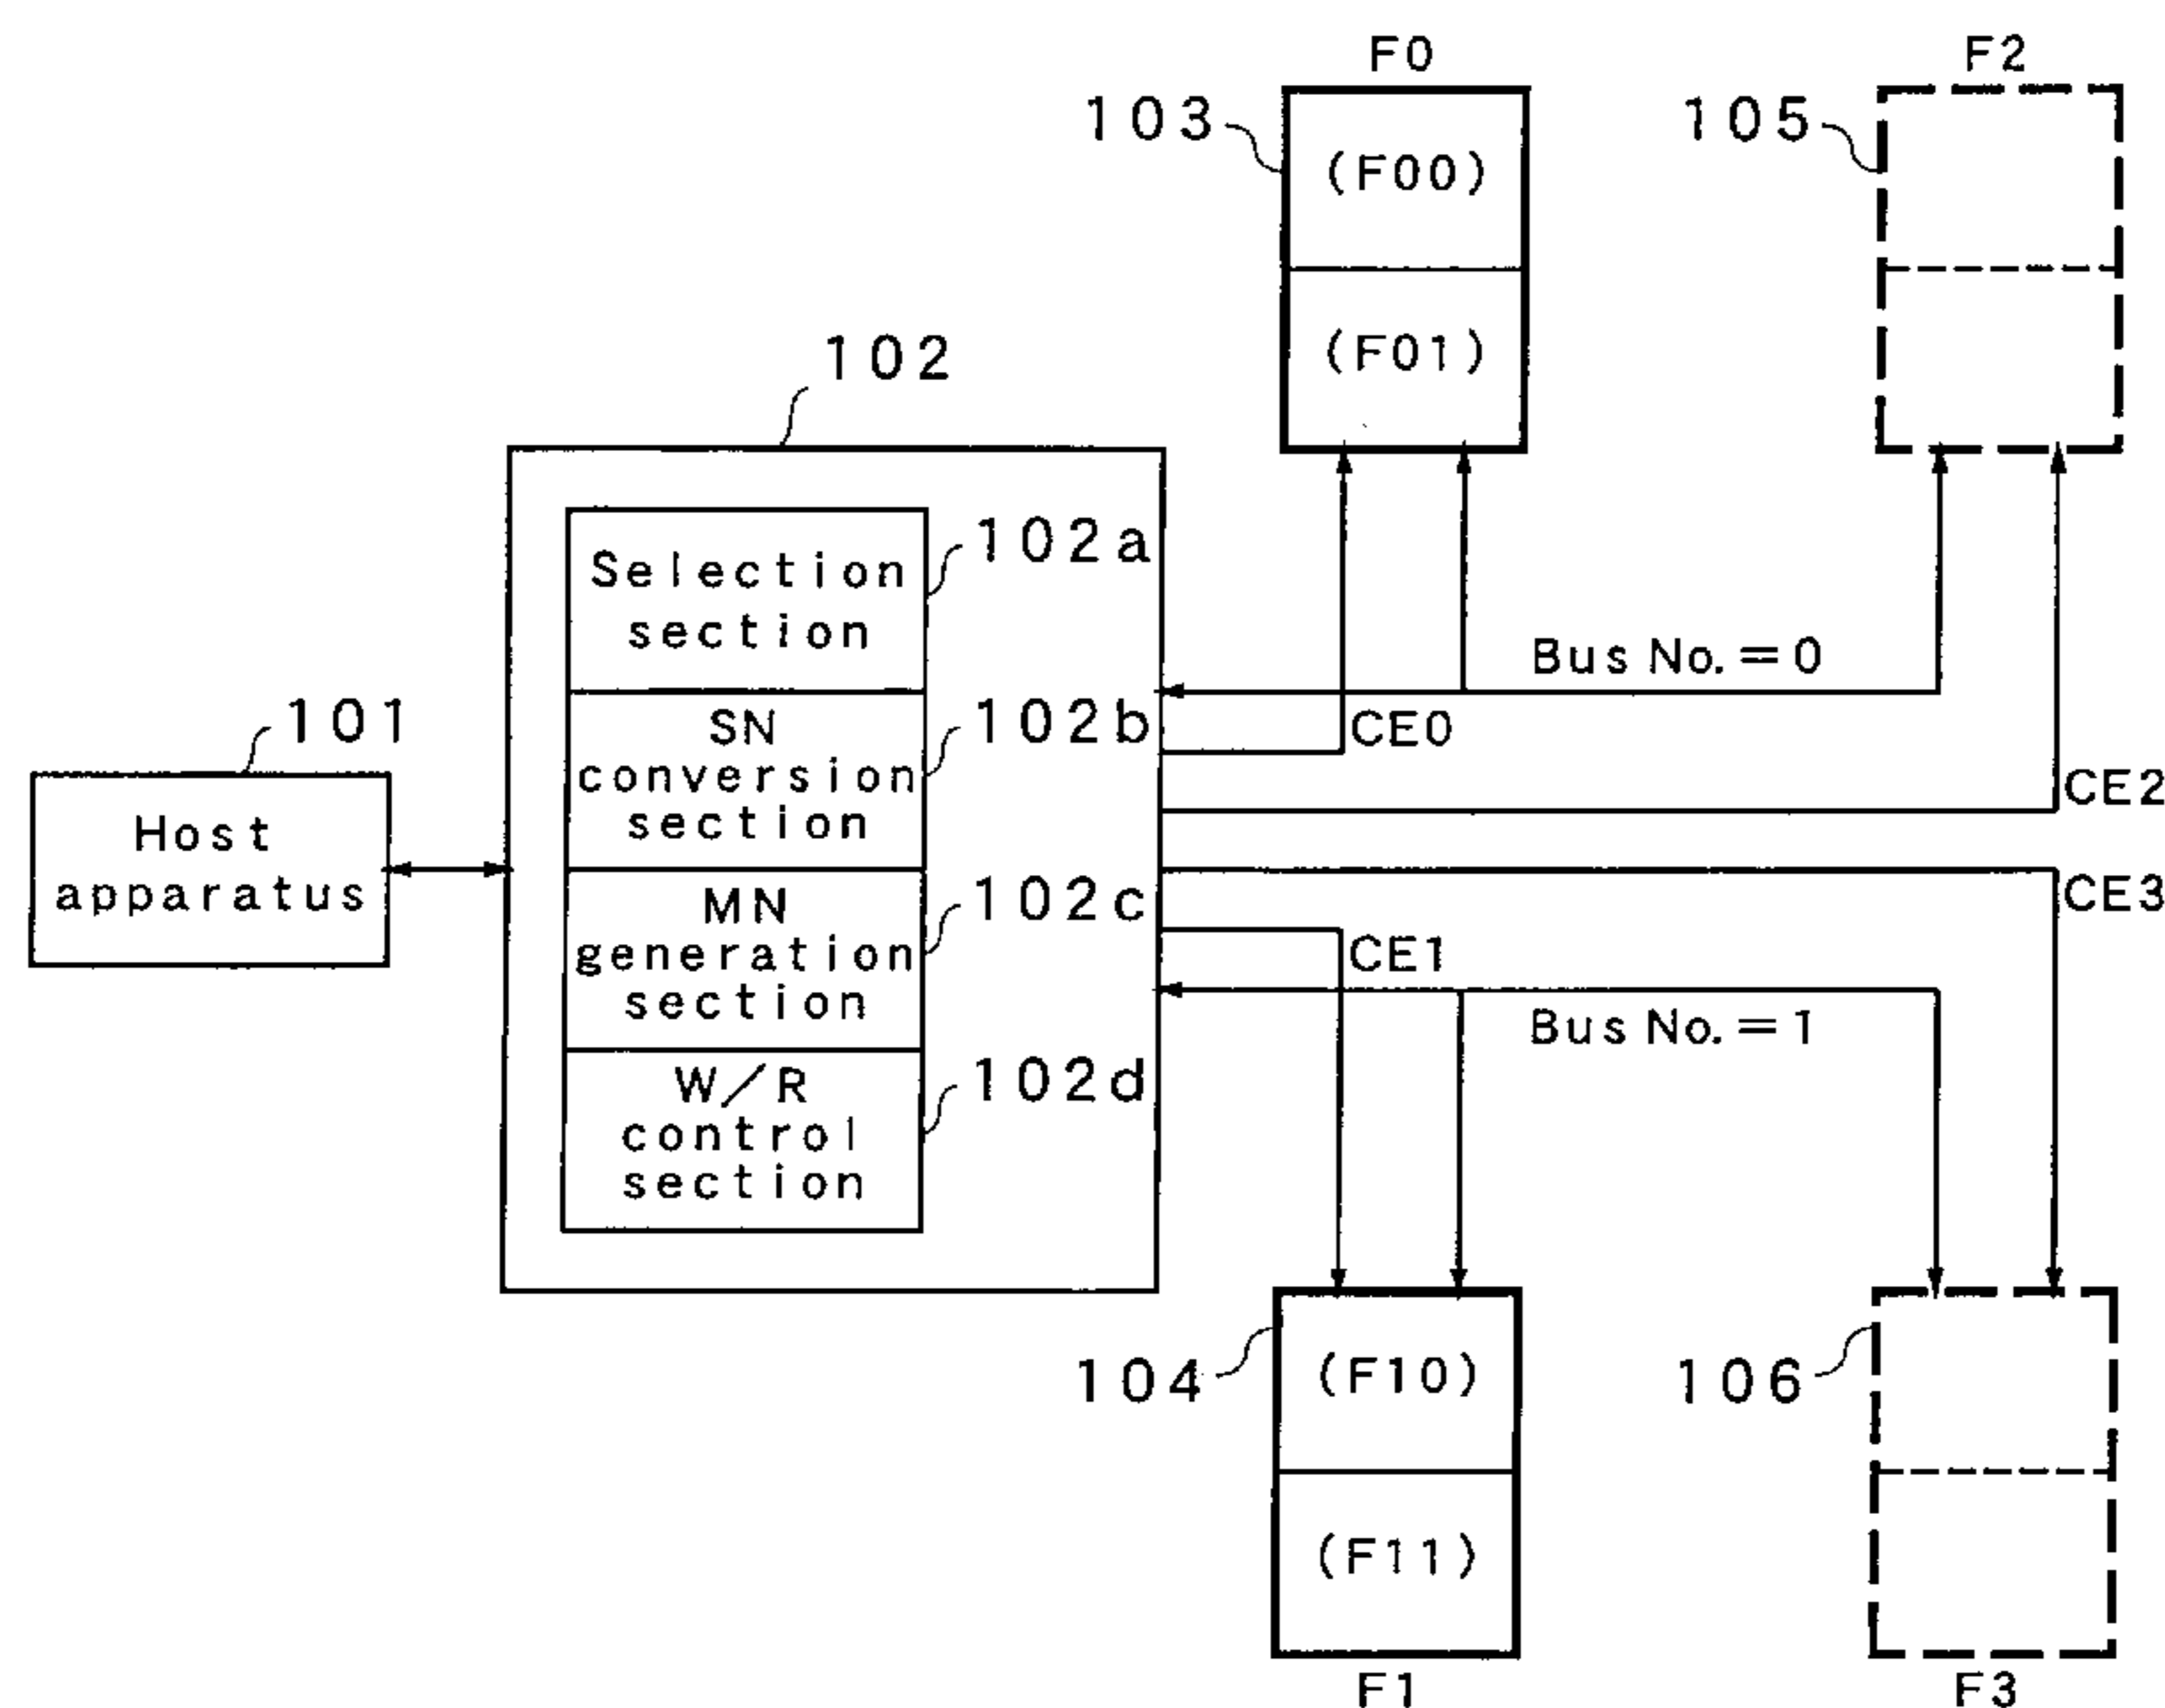 F0
F2
103
105
(F00)
(F01)
102
Selection
section
102a
Bus No.=0
SN
conversion
section
102b
CE0
101
CE2
Host
apparatus
MN
generation
section
102c
CE3
CE1
Bus No.=1
W/R
control
section
102d
104
(F10)
106
(F11)
F1
F3